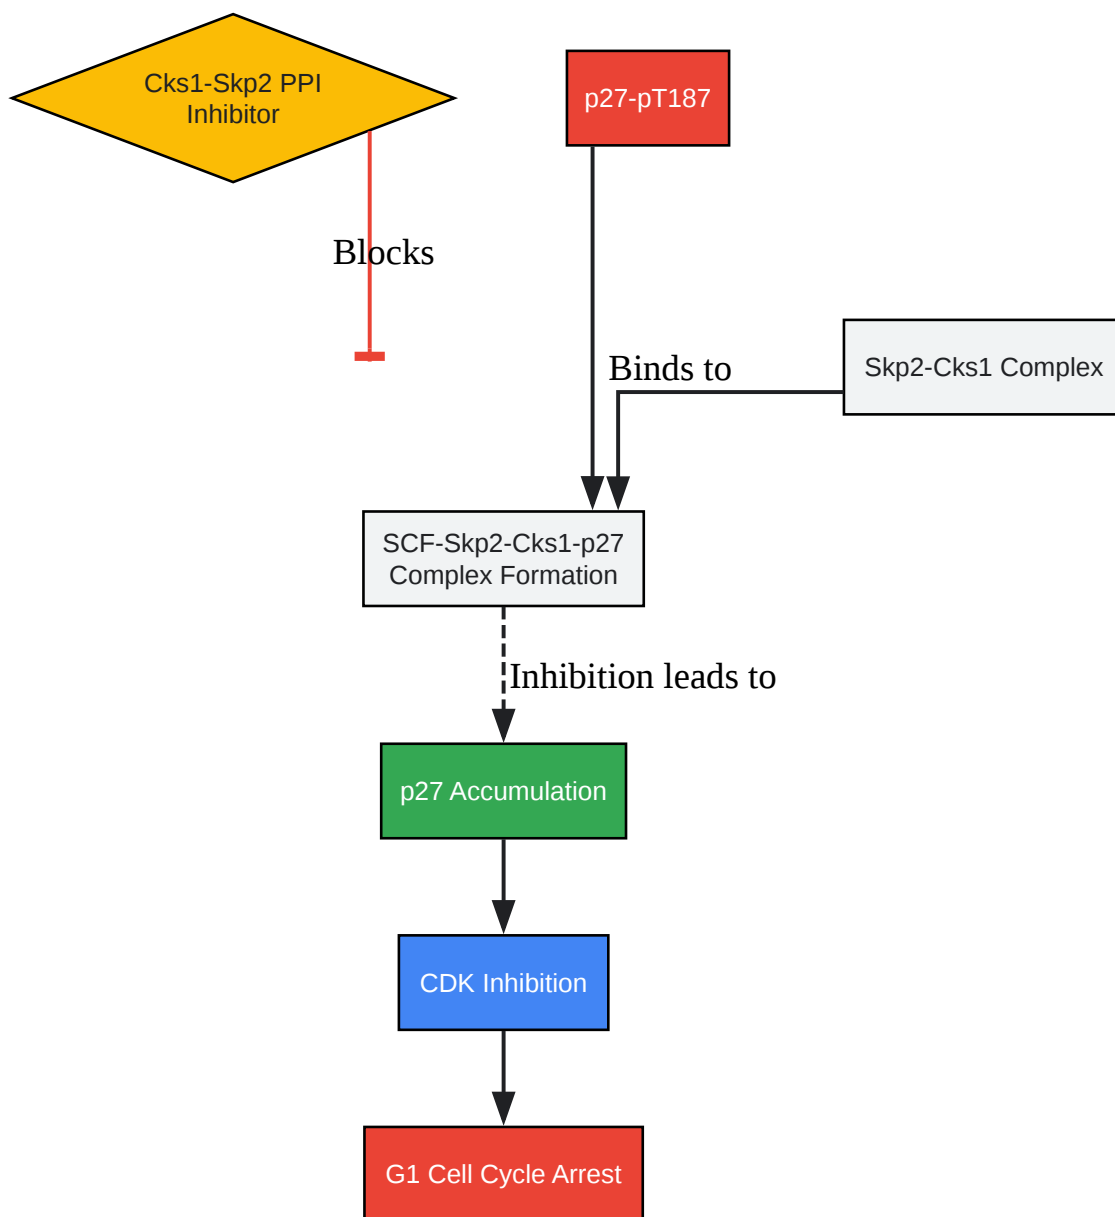 Cks1-Skp2 PPI
Inhibitor
p27-pT187
Blocks
Binds to
Skp2-Cks1 Complex
SCF-Skp2-Cks1-p27
Complex Formation
Inhibition leads to
p27 Accumulation
CDK Inhibition
G1 Cell Cycle Arrest